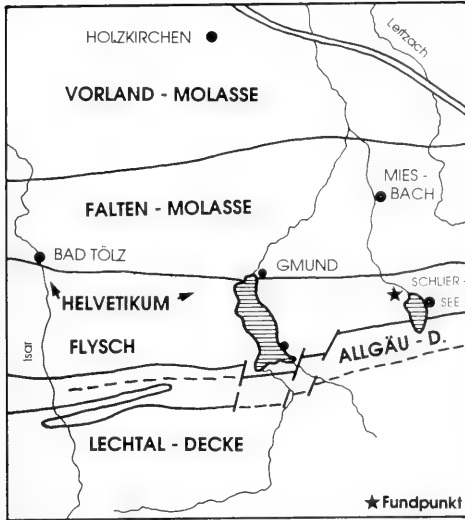 HOLZKIRCHEN
Leitzach
VORLAND - MOLASSE
MIES -
BACH
FALTEN - MOLASSE
BAD TÖLZ
GMUND
SCHLIER -
SEE
HELVETIKUM
Isar
FLYSCH
ALLGÄU - D.
LECHTAL - DECKE
★ Fundpunkt